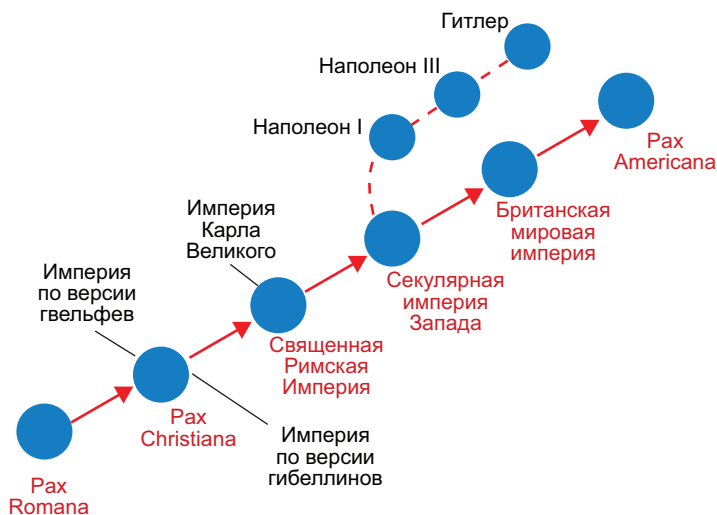 Гитлер
Наполеон III
Наполеон I
Pax
Americana
Британская
мировая
империя
Империя
Карла
Великого
Секулярная
империя
Запада
Империя
по версии
гвельфев
Священная
Римская
Империя
Pax
Christiana
Империя
по версии
гибеллинов
Pax
Romana